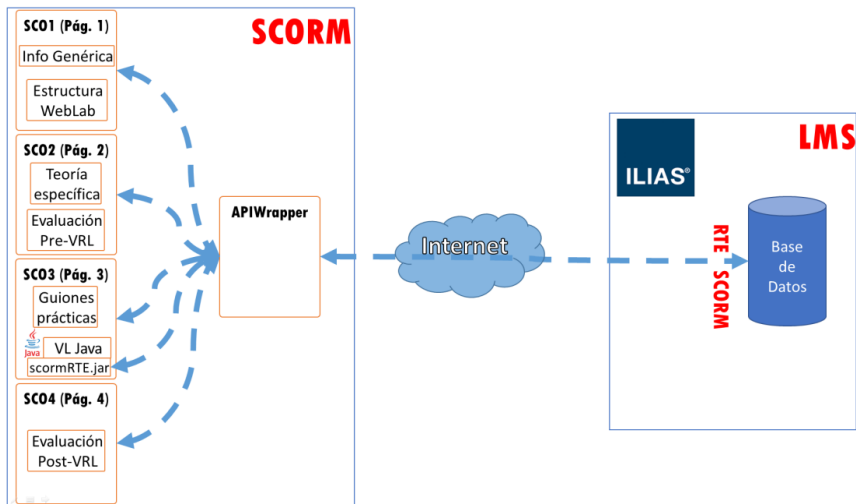 SCORM
SCO1 (Pág. 1)
Info Genérica
Estructura
WebLab
SCO2 (Pág. 2)
Teoría
específica
Evaluación
Pre-VRL
SCO3 (Pág. 3)
Guiones
prácticas
Java
VL Java
scormRTE.jar
SCO4 (Pág. 4)
Evaluación
Post-VRL
APIWrapper
Internet
LMS
ILIAS®
RTE SCORM
Base
de
Datos